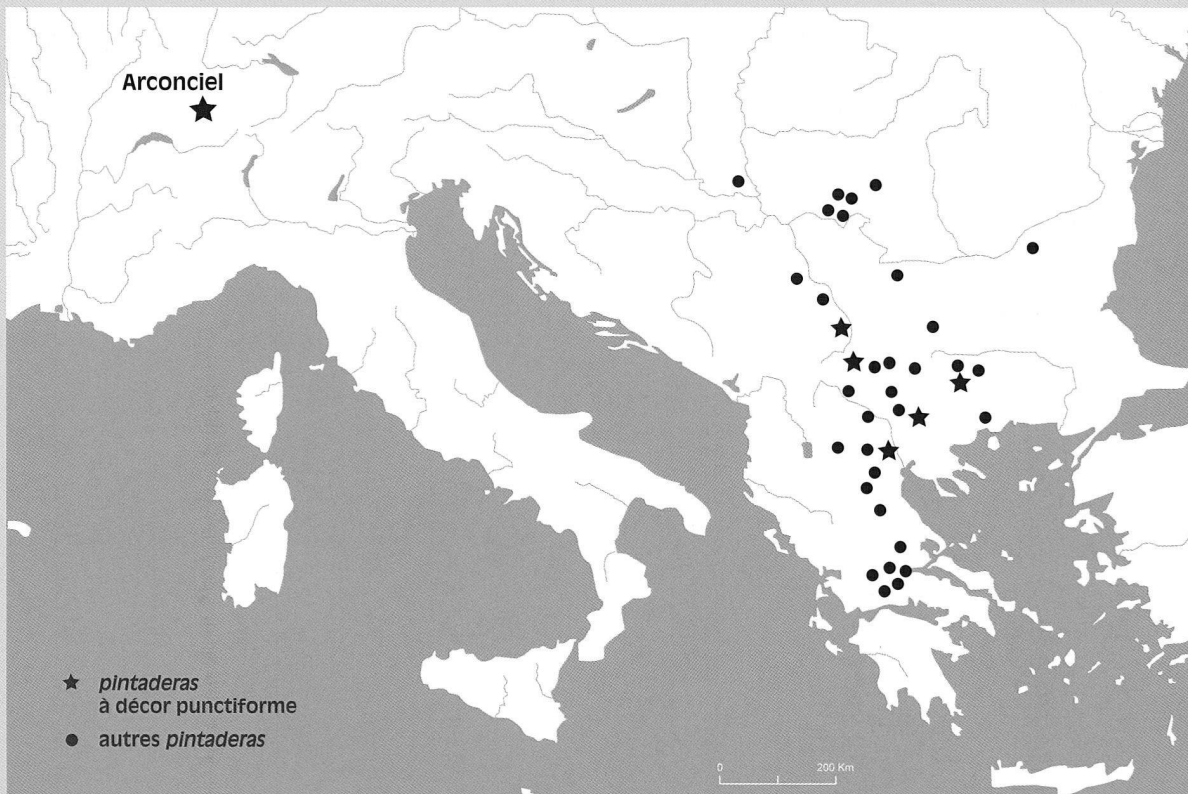 Arconciel
pintaderas
à décor punctiforme
autres pintaderas
0 200 Km